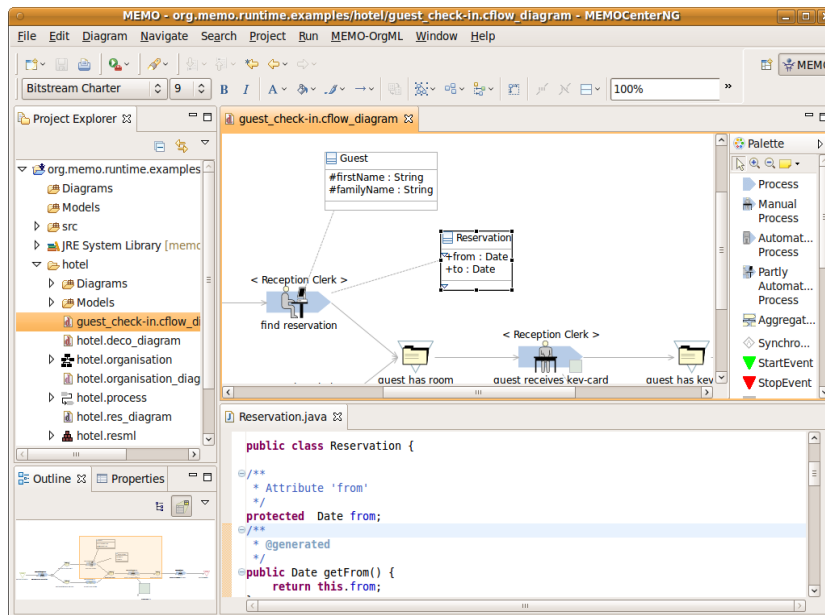 MEMO - org.memo.runtime.examples/hotel/guest_check-in.cflow_diagram - MEMOCenterNG
File Edit Diagram Navigate Search Project Run MEMO-OrgML Window Help
Bitstream Charter 9 B I A 100% » MEMO
Project Explorer
org.memo.runtime.examples
Diagrams
Models
src
JRE System Library [memo
hotel
Diagrams
Models
guest_check-in.cflow_di
hotel.deco_diagram
hotel.organisation
hotel.organisation_diag
hotel.process
hotel.res_diagram
hotel.resml
Outline Properties
guest_check-in.cflow_diagram
Guest
#firstName : String
#familyName : String
Reservation
+from : Date
+to : Date
< Reception Clerk >
find reservation
guest has room
< Reception Clerk >
guest receives key-card
guest has key
Palette
Process
Manual
Process
Automat...
Process
Partly
Automat...
Process
Aggregat...
Synchro...
StartEvent
StopEvent
Reservation.java
public class Reservation {
/**
* Attribute 'from'
*/
protected Date from;
/**
* @generated
*/
public Date getFrom() {
return this.from;